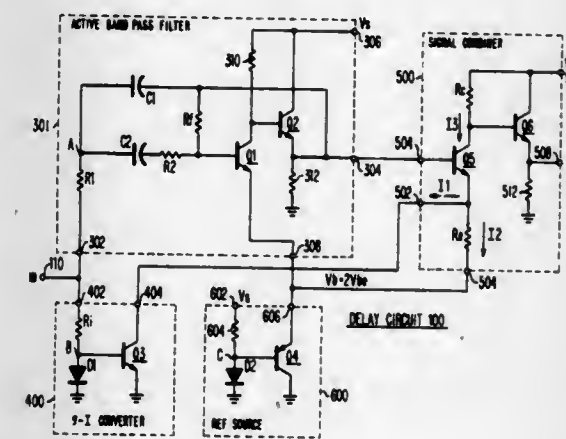 ACTIVE BAND PASS FILTER
Vs
306
SIGNAL COMBINER
310
500
C1
Rc
301
Rf
Q2
I3
Q6
A
C2
R2
Q1
504
Q5
508
304
502
I1
R1
312
512
Re
I2
302
308
504
110
Vb=2Vbe
402
404
602
Vs
606
DELAY CIRCUIT 100
Ri
604
B
Q3
C
Q4
D1
D2
400
600
V-I CONVERTER
REF SOURCE